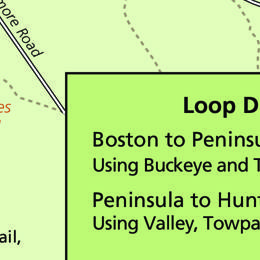 more Road
es
Loop D
Boston to Peninsu
Using Buckeye and T
Peninsula to Hunt
Using Valley, Towpa
ail,